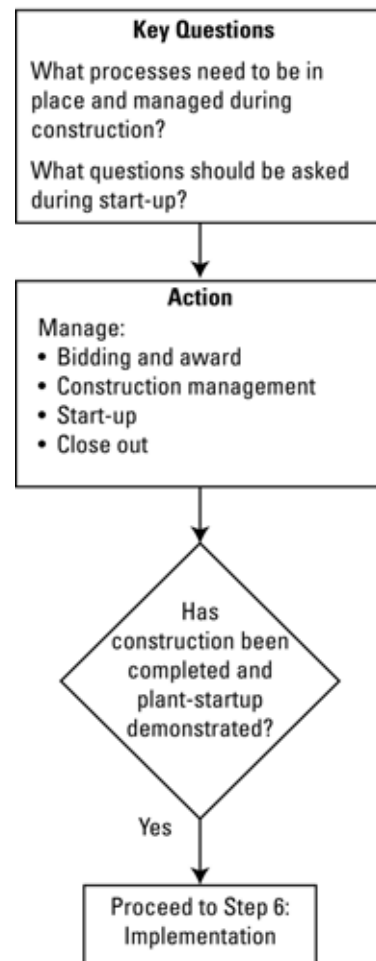 Key Questions
What processes need to be in
place and managed during
construction?
What questions should be asked
during start-up?
Action
Manage:
• Bidding and award
• Construction management
• Start-up
• Close out
Has
construction been
completed and
plant-startup
demonstrated?
Yes
Proceed to Step 6:
Implementation